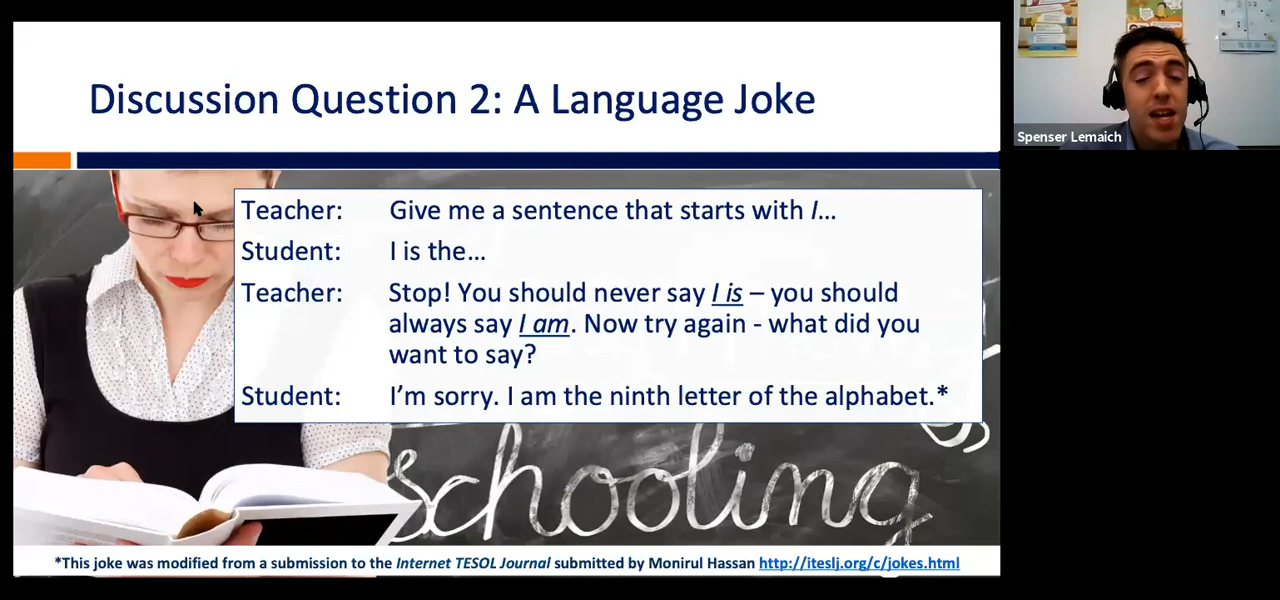 Discussion Question 2: A Language Joke
Spenser Lemaich
Teacher: Give me a sentence that starts with I…
Student: I is the…
Teacher: Stop! You should never say I is – you should
always say I am. Now try again - what did you
want to say?
Student: I'm sorry. I am the ninth letter of the alphabet.*
schooling
*This joke was modified from a submission to the Internet TESOL Journal submitted by Monirul Hassan http://iteslj.org/c/jokes.html